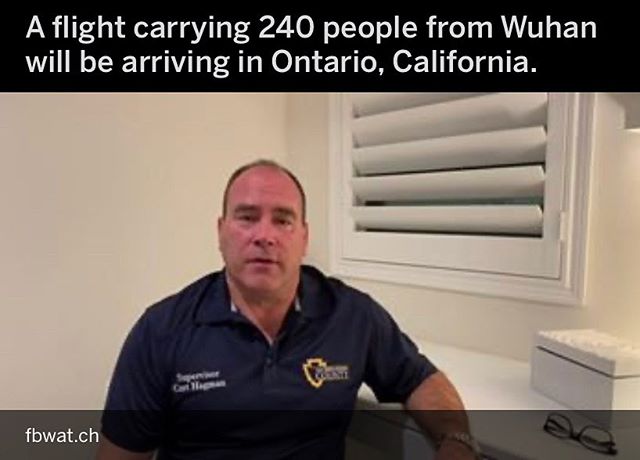 A flight carrying 240 people from Wuhan
will be arriving in Ontario, California.
Supervisor
Curt Hagman
COUNTY
fbwat.ch